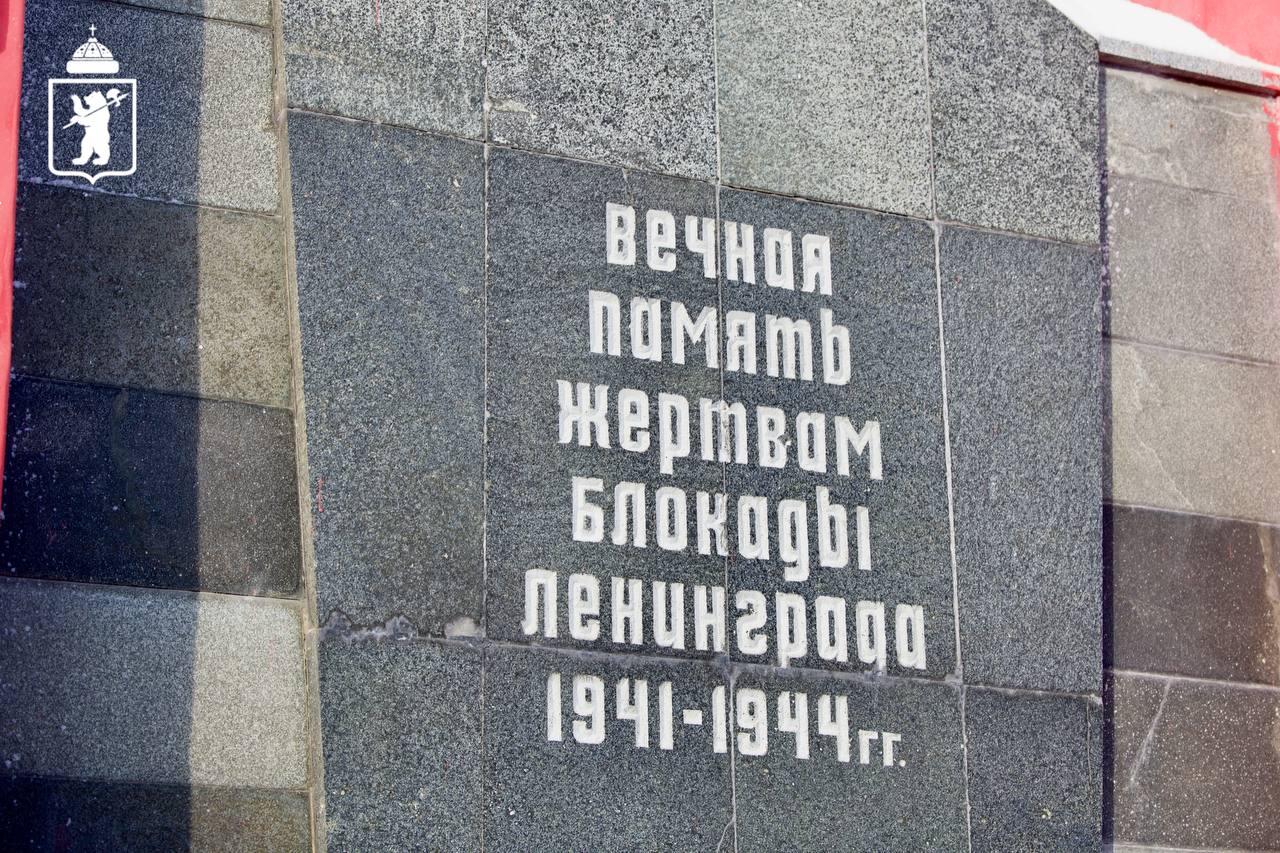 вечная
память
жертвам
блокады
ленинграда
1941-1944гг.